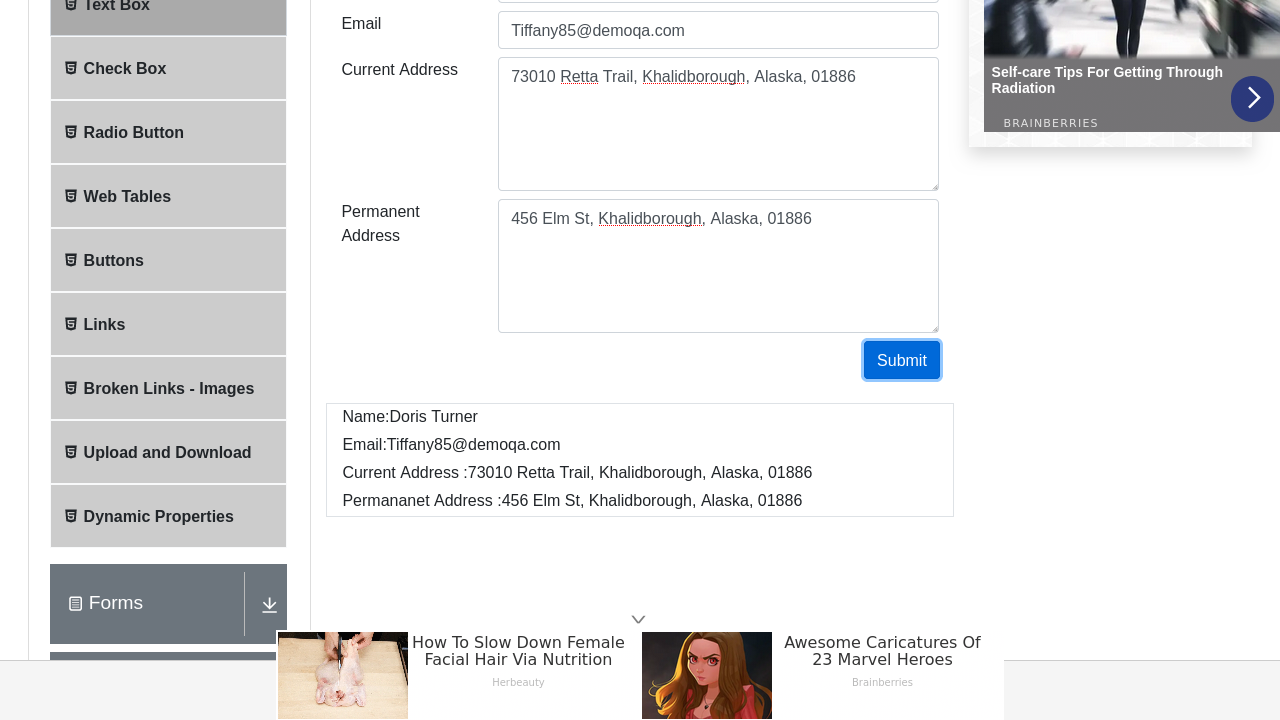 Text Box
Check Box
Radio Button
Web Tables
Buttons
Links
Broken Links - Images
Upload and Download
Dynamic Properties
Forms
Email
Tiffany85@demoqa.com
Current Address
73010 Retta Trail, Khalidborough, Alaska, 01886
Permanent
Address
456 Elm St, Khalidborough, Alaska, 01886
Submit
Name:Doris Turner
Email:Tiffany85@demoqa.com
Current Address :73010 Retta Trail, Khalidborough, Alaska, 01886
Permananet Address :456 Elm St, Khalidborough, Alaska, 01886
Self-care Tips For Getting Through
Radiation
BRAINBERRIES
How To Slow Down Female
Facial Hair Via Nutrition
Herbeauty
Awesome Caricatures Of
23 Marvel Heroes
Brainberries